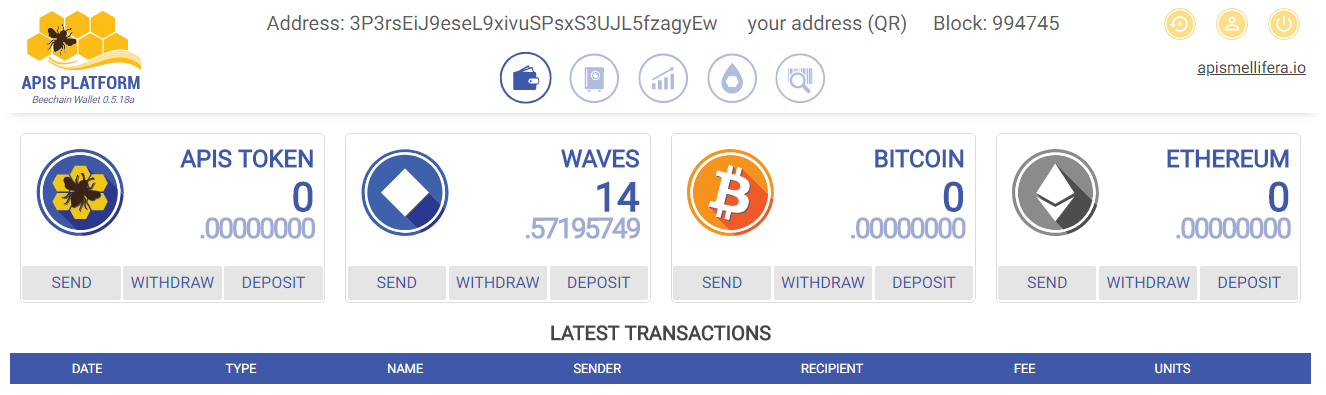 Address: 3P3rsEiJ9eseL9xivuSPsxS3UJL5fzagyEw your address (QR) Block: 994745
APIS PLATFORM
Beechain Wallet 0.5.18a
apismellifera.io
APIS TOKEN
0
.00000000
SEND WITHDRAW DEPOSIT
WAVES
14
.57195749
SEND WITHDRAW DEPOSIT
BITCOIN
0
.00000000
SEND WITHDRAW DEPOSIT
ETHEREUM
0
.00000000
SEND WITHDRAW DEPOSIT
LATEST TRANSACTIONS
DATE TYPE NAME SENDER RECIPIENT FEE UNITS